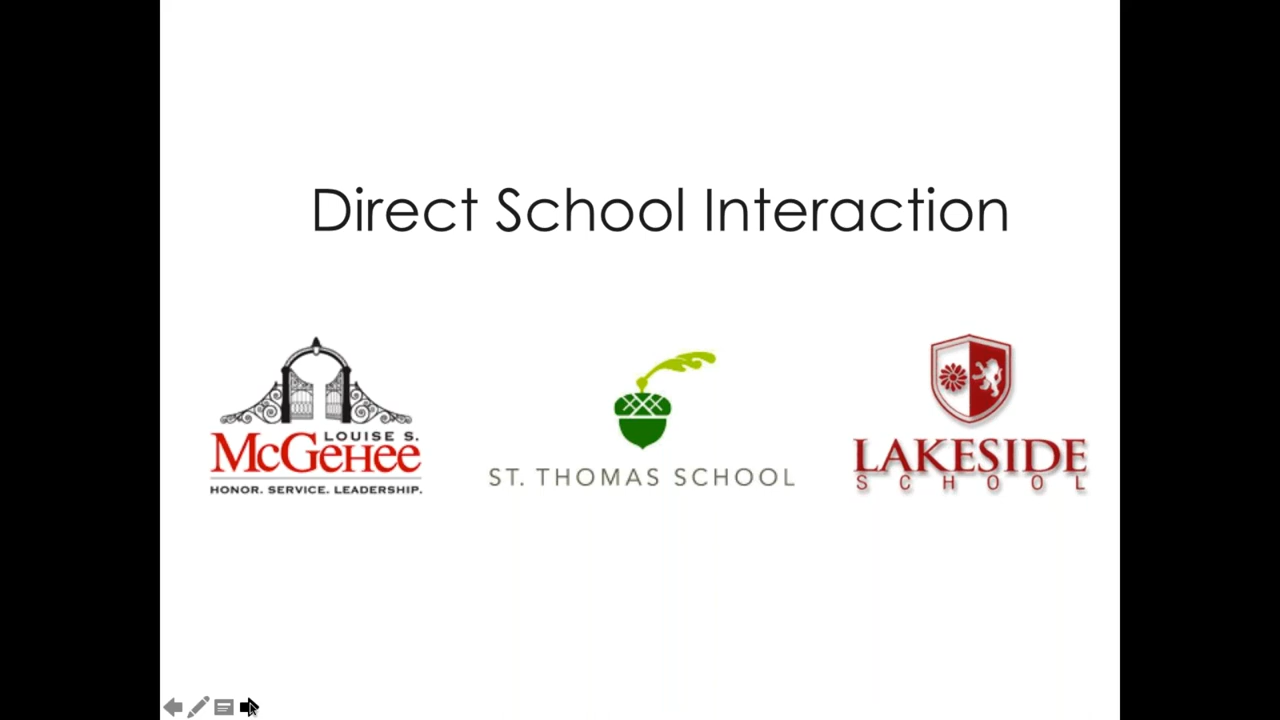 Direct School Interaction
LOUISE S.
McGEHEE
HONOR. SERVICE. LEADERSHIP.
ST. THOMAS SCHOOL
LAKESIDE
SCHOOL